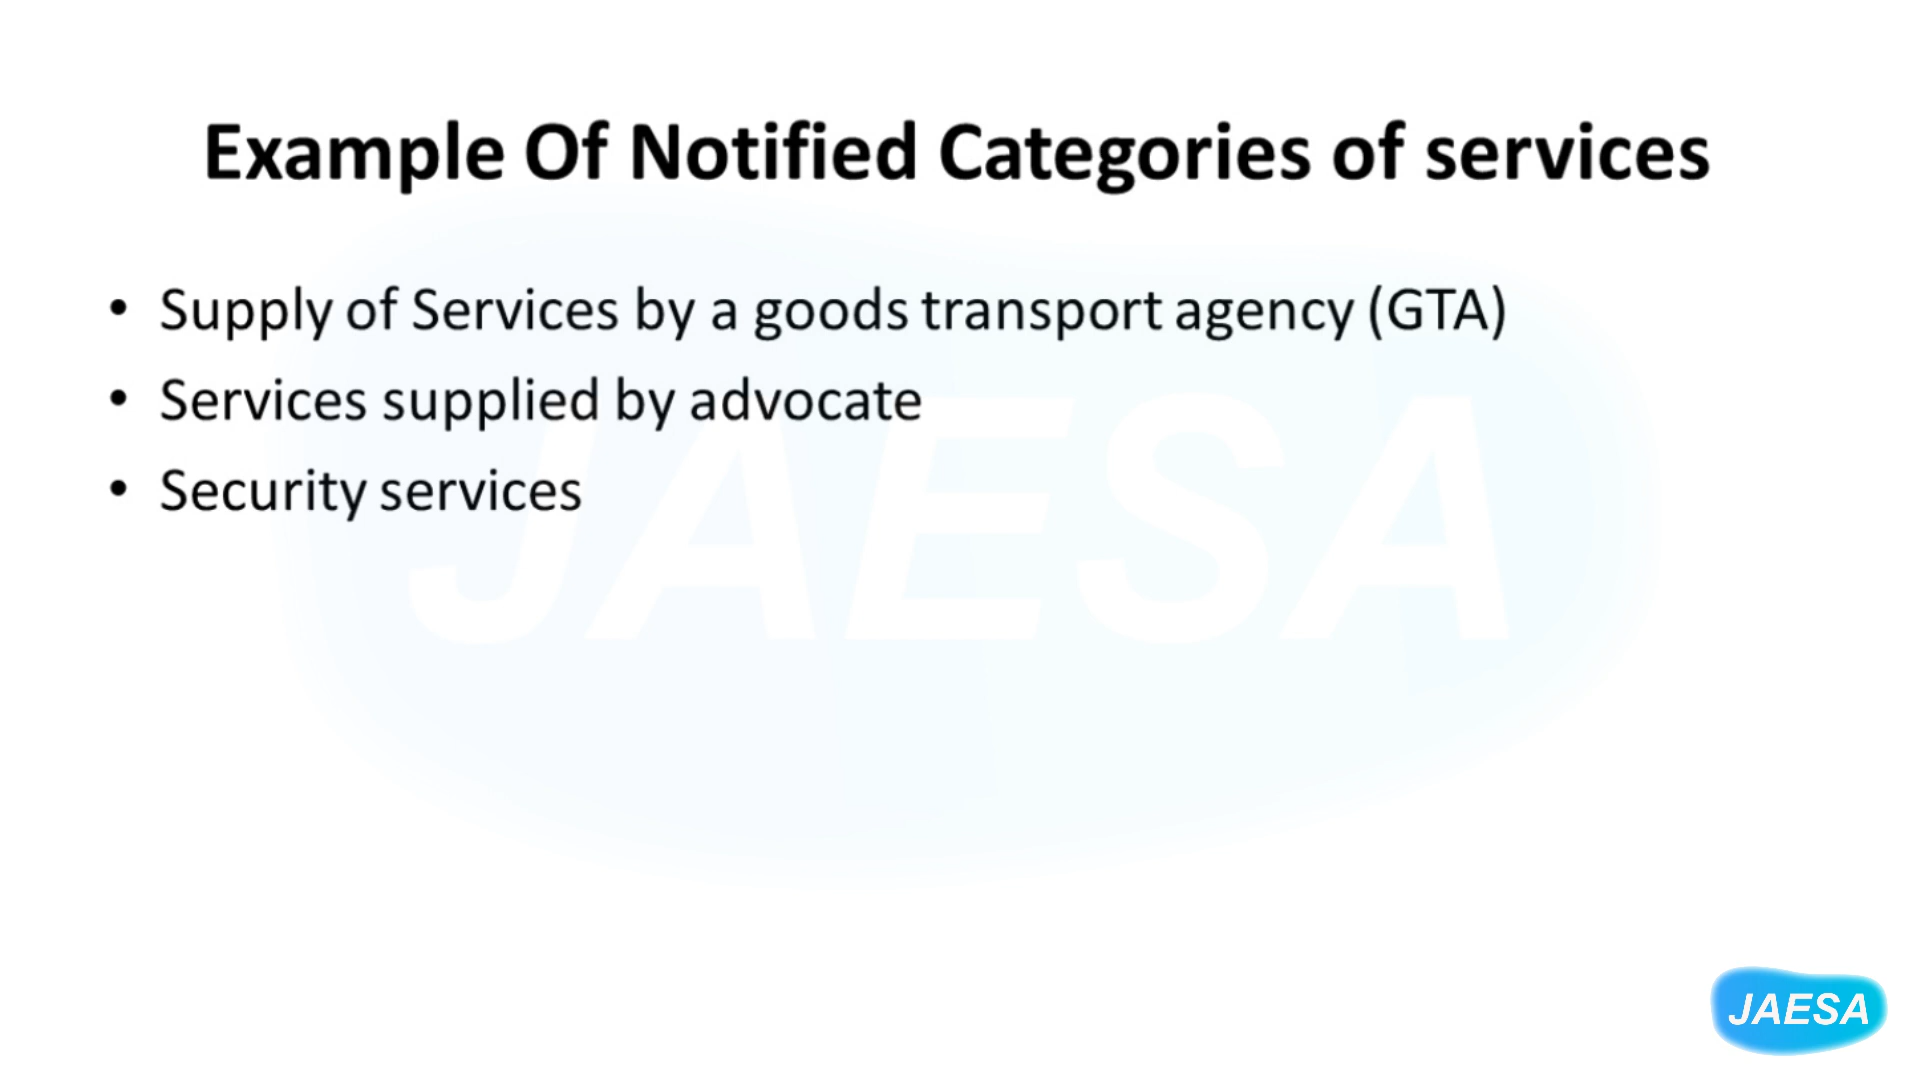 Example Of Notified Categories of services
• Supply of Services by a goods transport agency (GTA)
• Services supplied by advocate
• Security services
JAESA
JAESA